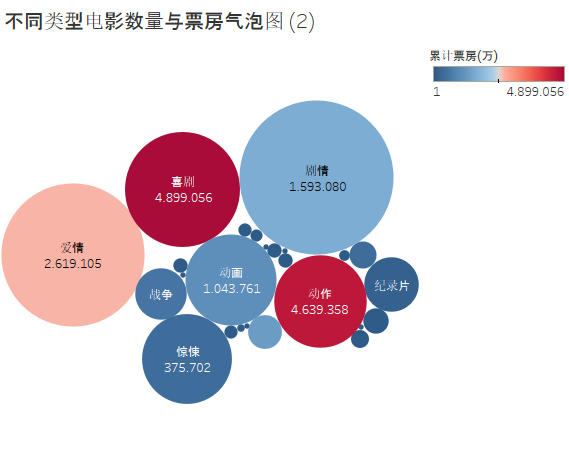 不同类型电影数量与票房气泡图 (2)
累计票房(万)
1 4.899.056
剧情
1.593.080
喜剧
4.899.056
爱情
2.619.105
动画
1.043.761
战争
动作
4.639.358
纪录片
惊悚
375.702